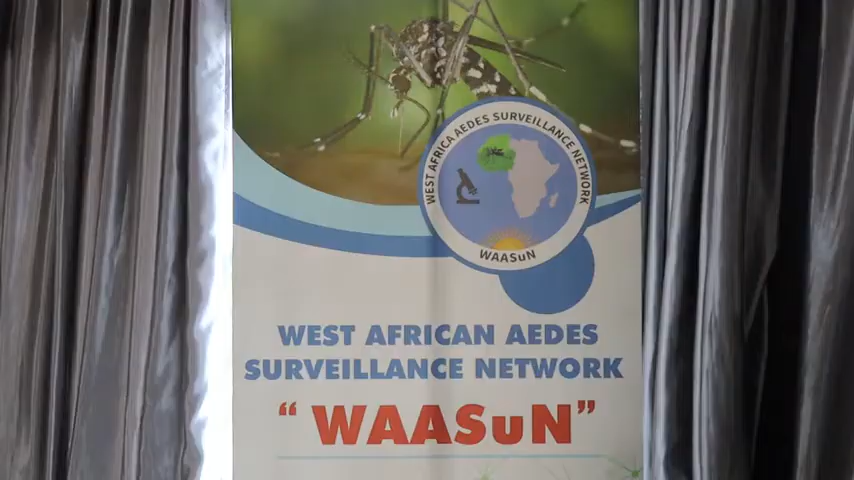 WEST AFRICA AEDES SURVEILLANCE NETWORK
WAASuN
WEST AFRICAN AEDES
SURVEILLANCE NETWORK
“ WAASuN”